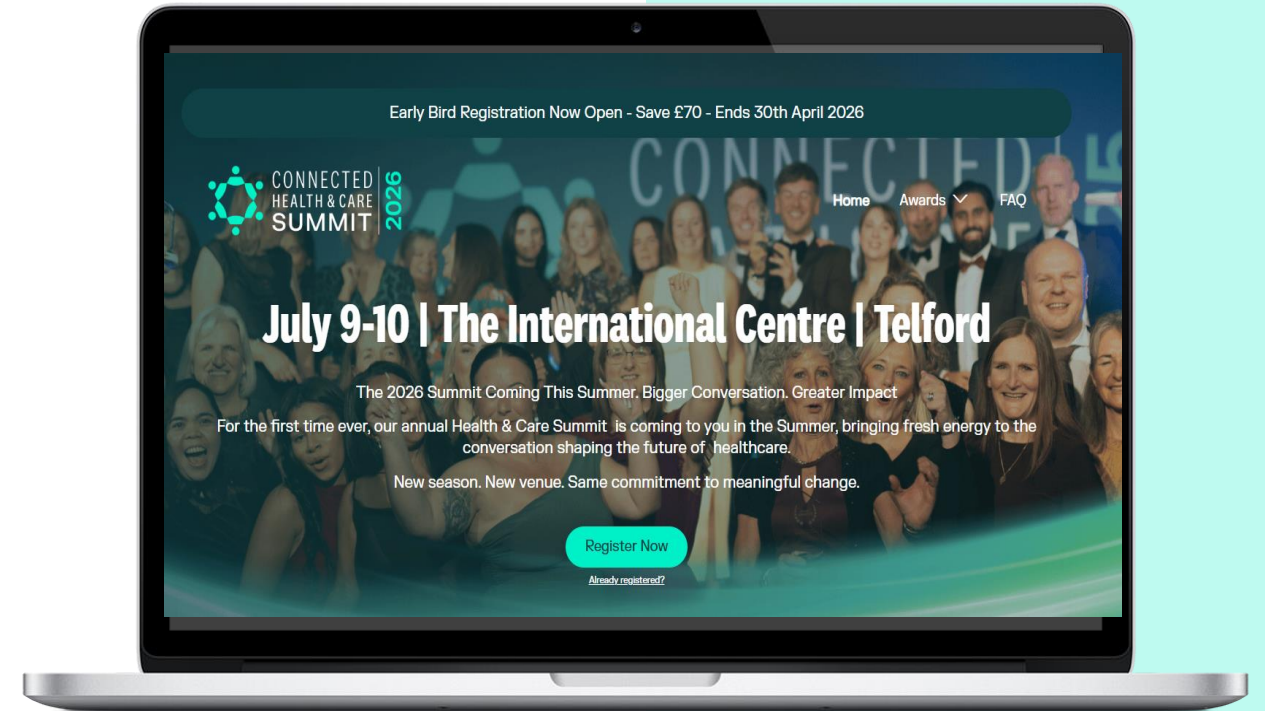 Early Bird Registration Now Open - Save £70 - Ends 30th April 2026
CONNECTED
HEALTH & CARE
SUMMIT
2026
Home
Awards
FAQ
CONNECTED
July 9-10 | The International Centre | Telford
The 2026 Summit Coming This Summer. Bigger Conversation. Greater Impact
For the first time ever, our annual Health & Care Summit is coming to you in the Summer, bringing fresh energy to the
conversation shaping the future of healthcare.
New season. New venue. Same commitment to meaningful change.
Register Now
Already registered?